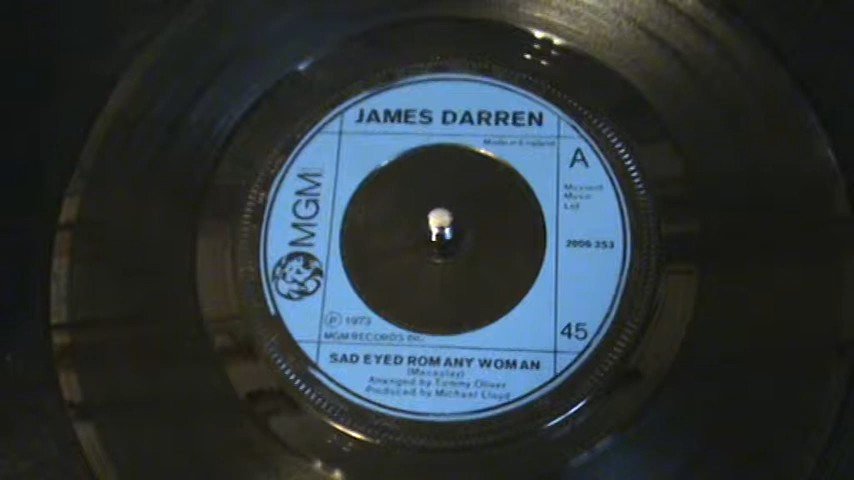 JAMES DARREN
Made in England
A
Music
Ltd
2006 353
MGM
45
℗ 1973
MGM RECORDS INC.
SAD EYED ROMANY WOMAN
(Macaulay)
Arranged by Tommy Oliver
Produced by Michael Lloyd